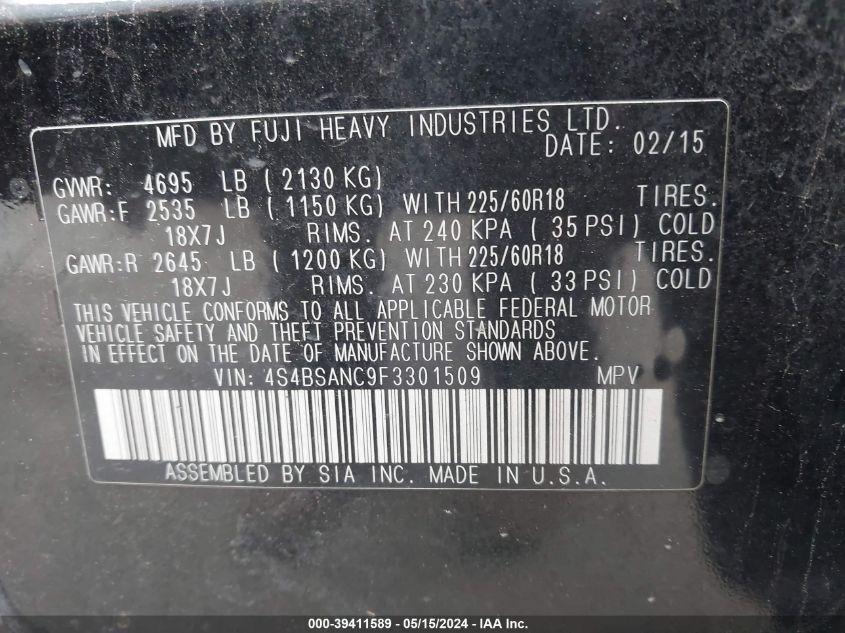 MFD BY FUJI HEAVY INDUSTRIES LTD.
DATE: 02/15
GVWR: 4695 LB ( 2130 KG)
GAWR:F 2535 LB ( 1150 KG) WITH 225/60R18 TIRES.
18X7J RIMS. AT 240 KPA ( 35 PSI) COLD
GAWR:R 2645 LB ( 1200 KG) WITH 225/60R18 TIRES.
18X7J RIMS. AT 230 KPA ( 33 PSI) COLD
THIS VEHICLE CONFORMS TO ALL APPLICABLE FEDERAL MOTOR
VEHICLE SAFETY AND THEFT PREVENTION STANDARDS
IN EFFECT ON THE DATE OF MANUFACTURE SHOWN ABOVE.
VIN: 4S4BSANC9F3301509 MPV
ASSEMBLED BY SIA INC. MADE IN U.S.A.
000-39411589 - 05/15/2024 - IAAI.COM